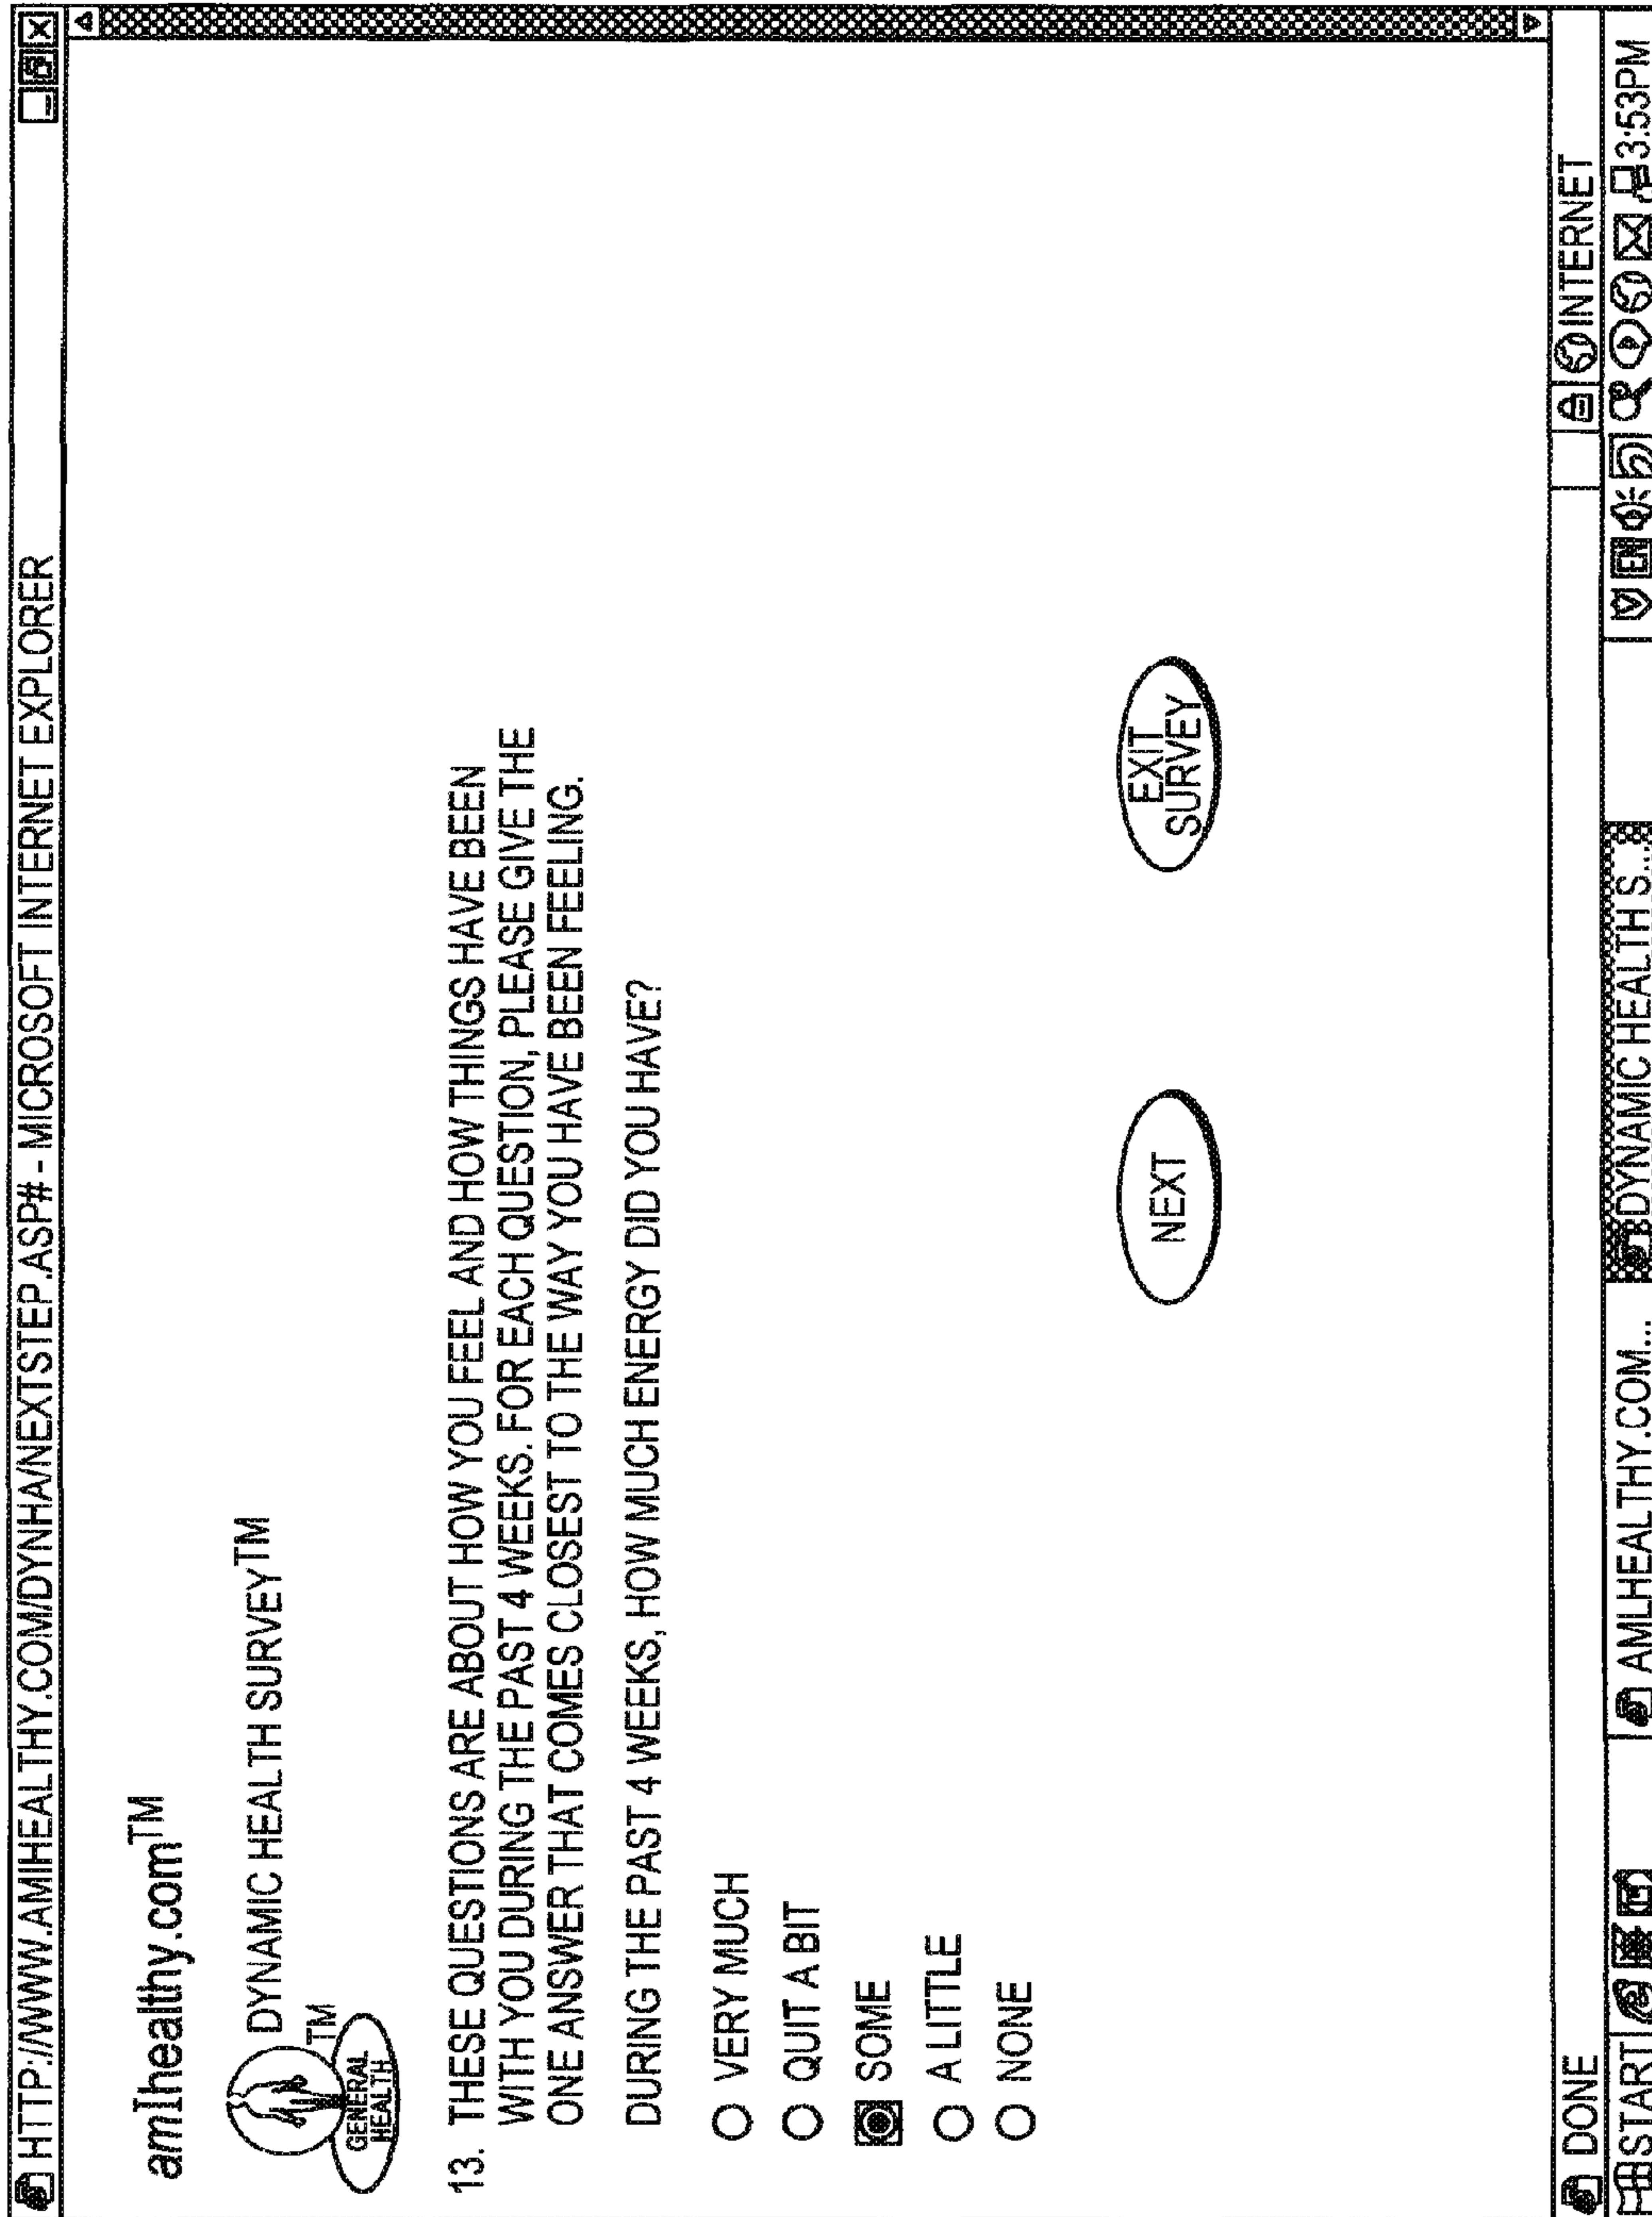 HTTP://WWW.AMIHEALTHY.COM/DYNHA/NEXTSTEP.ASP# - MICROSOFT INTERNET EXPLORER
amIhealthy.com™
DYNAMIC HEALTH SURVEY™
TM
GENERAL
HEALTH
13. THESE QUESTIONS ARE ABOUT HOW YOU FEEL AND HOW THINGS HAVE BEEN
WITH YOU DURING THE PAST 4 WEEKS. FOR EACH QUESTION, PLEASE GIVE THE
ONE ANSWER THAT COMES CLOSEST TO THE WAY YOU HAVE BEEN FEELING.
DURING THE PAST 4 WEEKS, HOW MUCH ENERGY DID YOU HAVE?
VERY MUCH
QUIT A BIT
SOME
A LITTLE
NONE
NEXT
EXIT
SURVEY
DONE
INTERNET
START
AMLHEALTHY.COM...
DYNAMIC HEALTH S...
EN
3:53PM